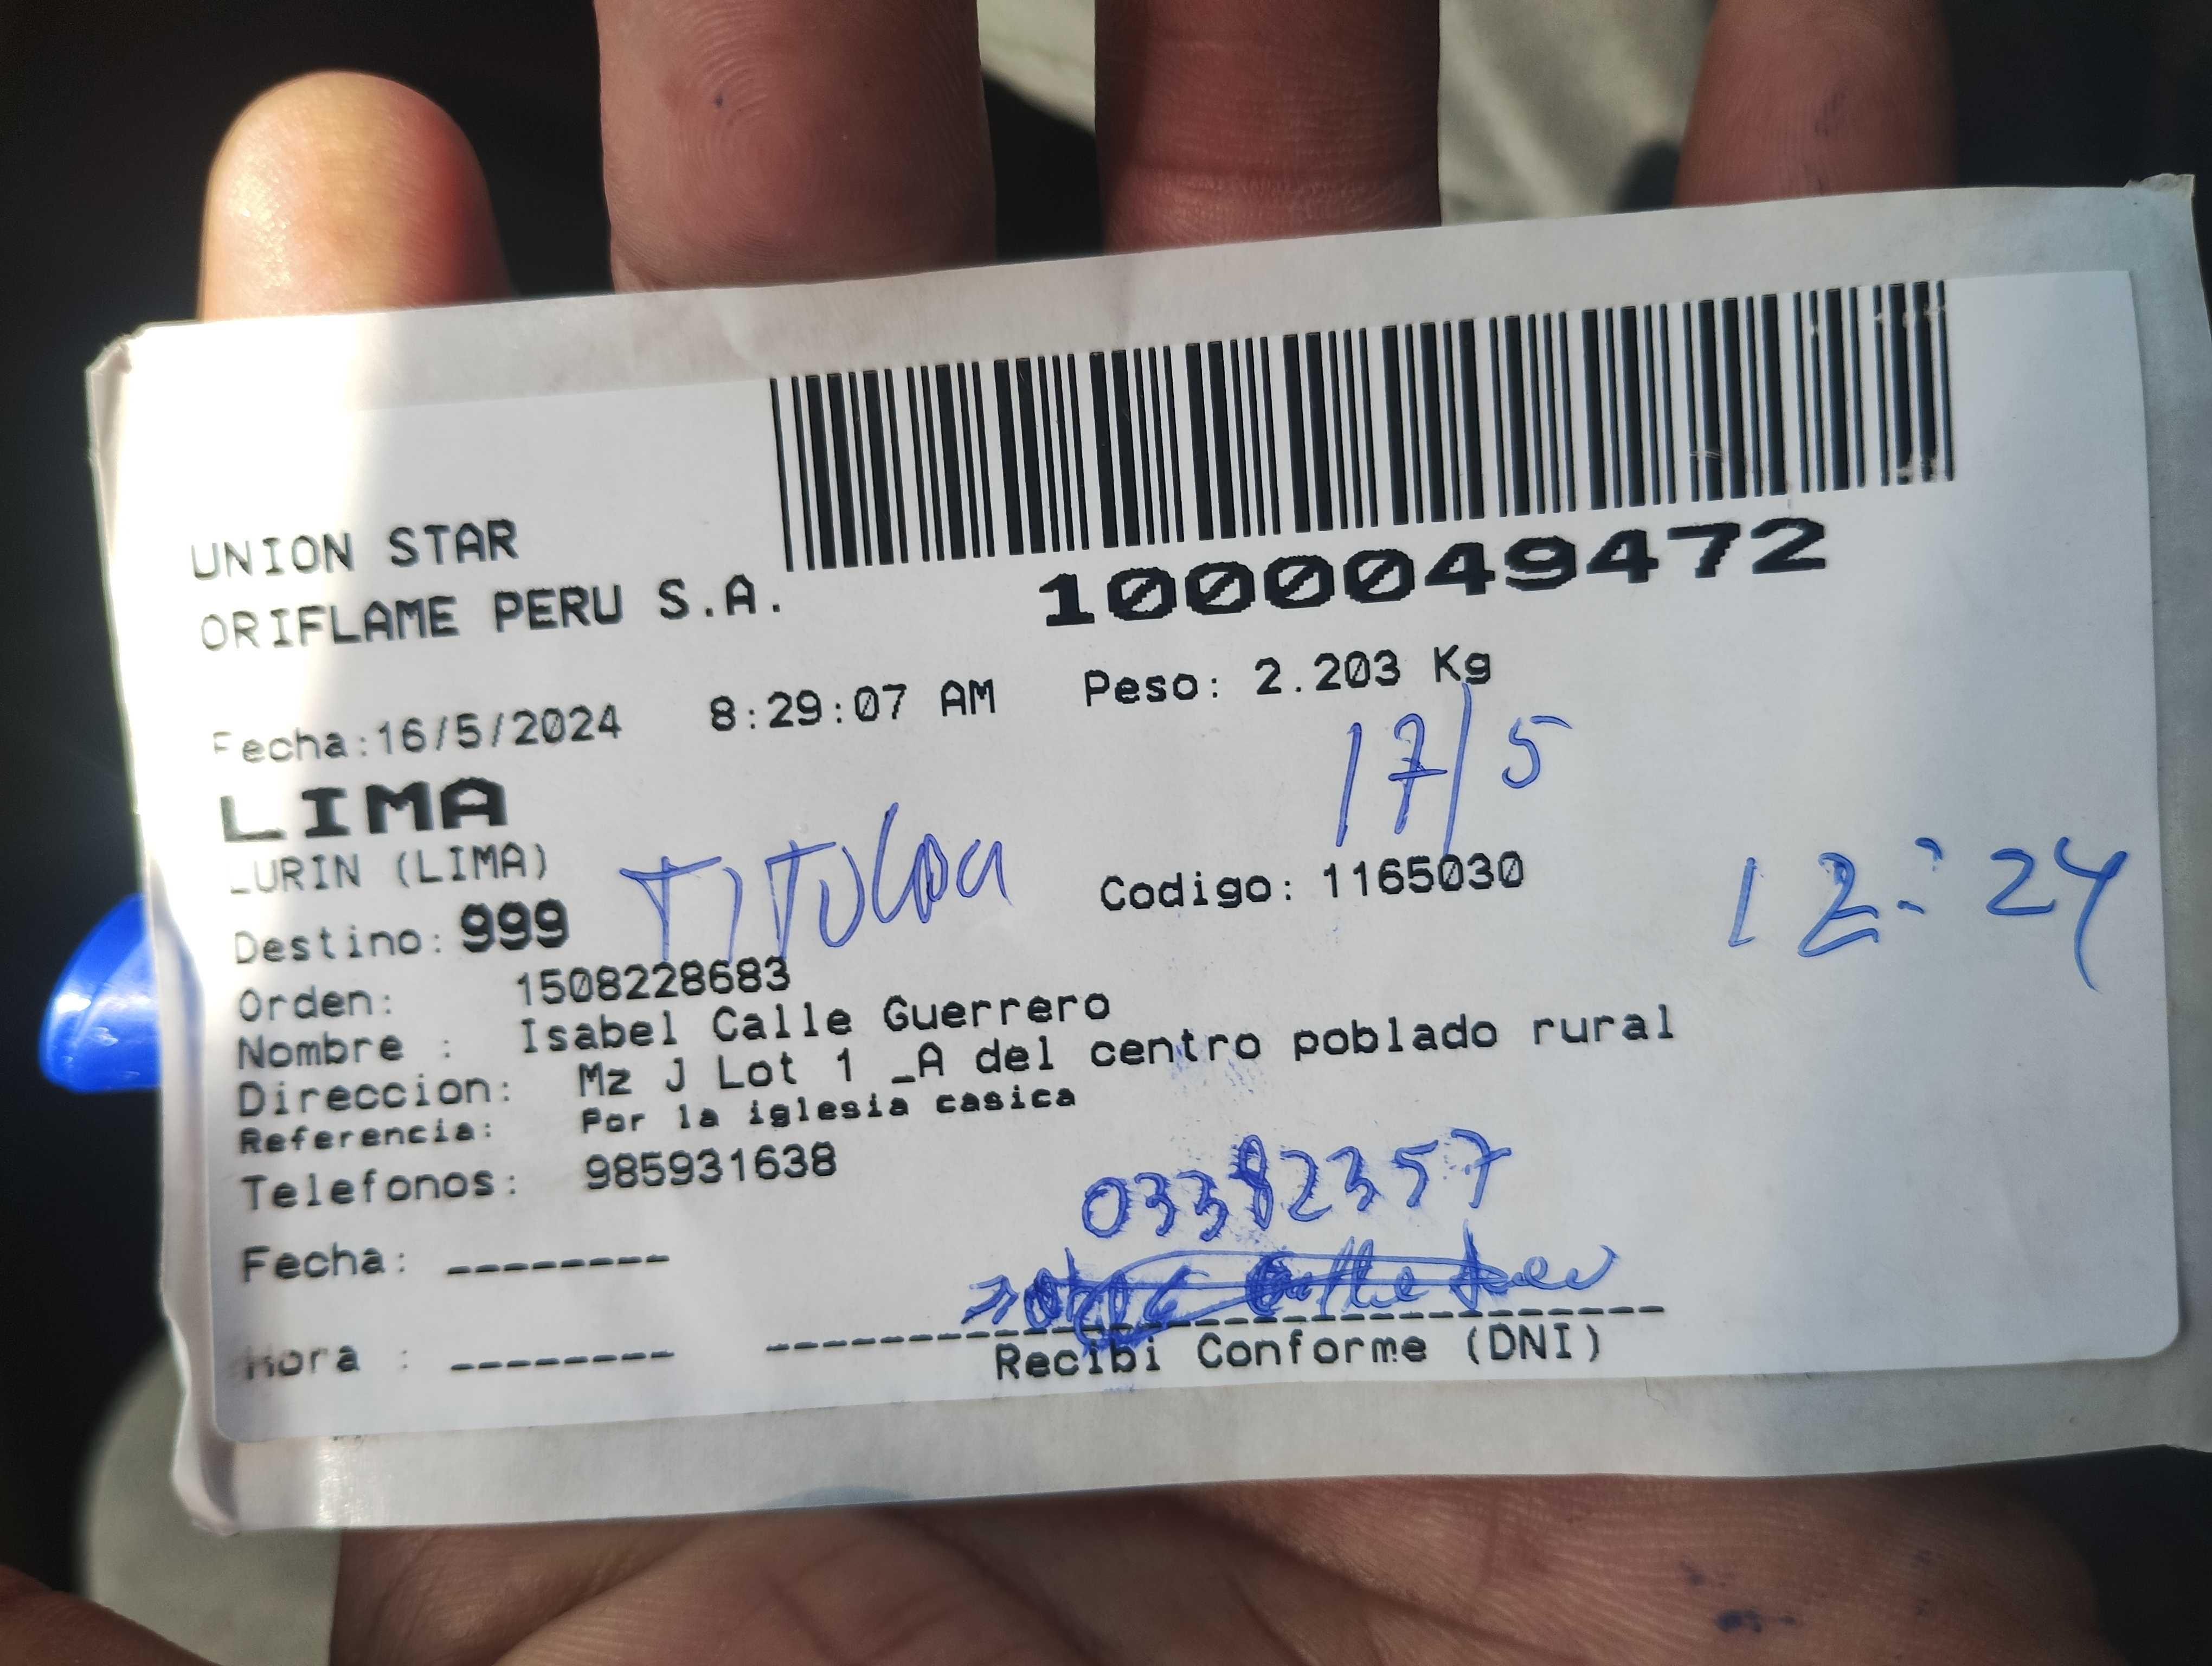 UNION STAR
ORIFLAME PERU S.A.
1000049472
Fecha:16/5/2024 8:29:07 AM Peso: 2.203 Kg
17/5
LIMA
LURIN (LIMA)
TITULAR
Codigo: 1165030
12:24
Destino: 999
Orden: 1508228683
Nombre : Isabel Calle Guerrero
Direccion: Mz J Lot 1 _A del centro poblado rural
Referencia: Por la iglesia casica
Telefonos: 985931638
03382357
Fecha: --------
Hora : --------
Recibi Conforme (DNI)